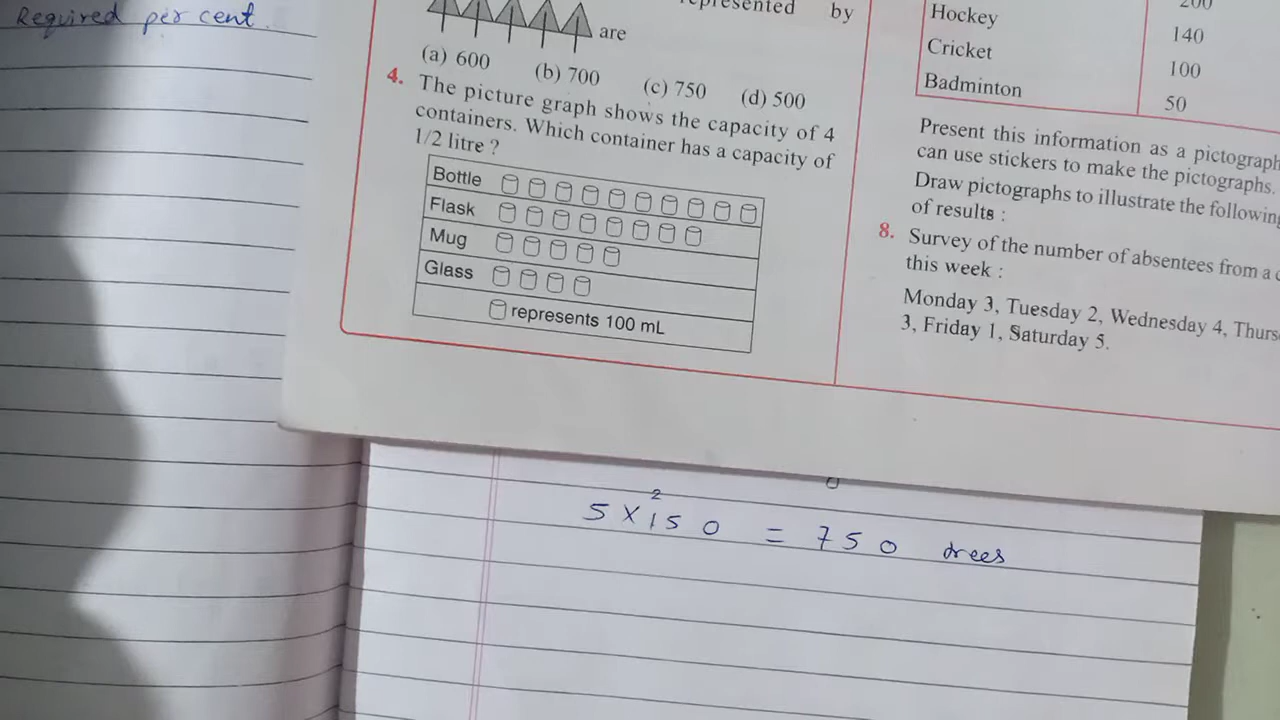 Required per cent.
represented by
are
(a) 600 (b) 700 (c) 750 (d) 500
4. The picture graph shows the capacity of 4
containers. Which container has a capacity of
1/2 litre ?
Bottle
Flask
Mug
Glass
represents 100 mL
200
Hockey 140
Cricket 100
Badminton 50
Present this information as a pictograph
can use stickers to make the pictographs.
Draw pictographs to illustrate the following
of results :
8. Survey of the number of absentees from a
this week :
Monday 3, Tuesday 2, Wednesday 4, Thurs
3, Friday 1, Saturday 5.
2
5 X 150 = 750 trees